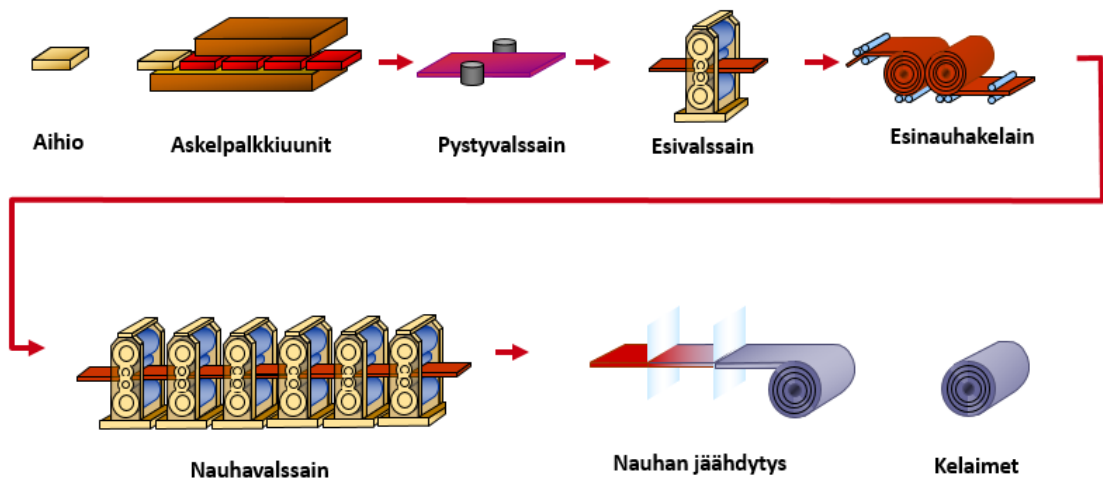 Aihio
Askelpalkkiuunit
Pystyvalssain
Esivalssain
Esinauhakelain
Nauhavalssain
Nauhan jäähdytys
Kelaimet